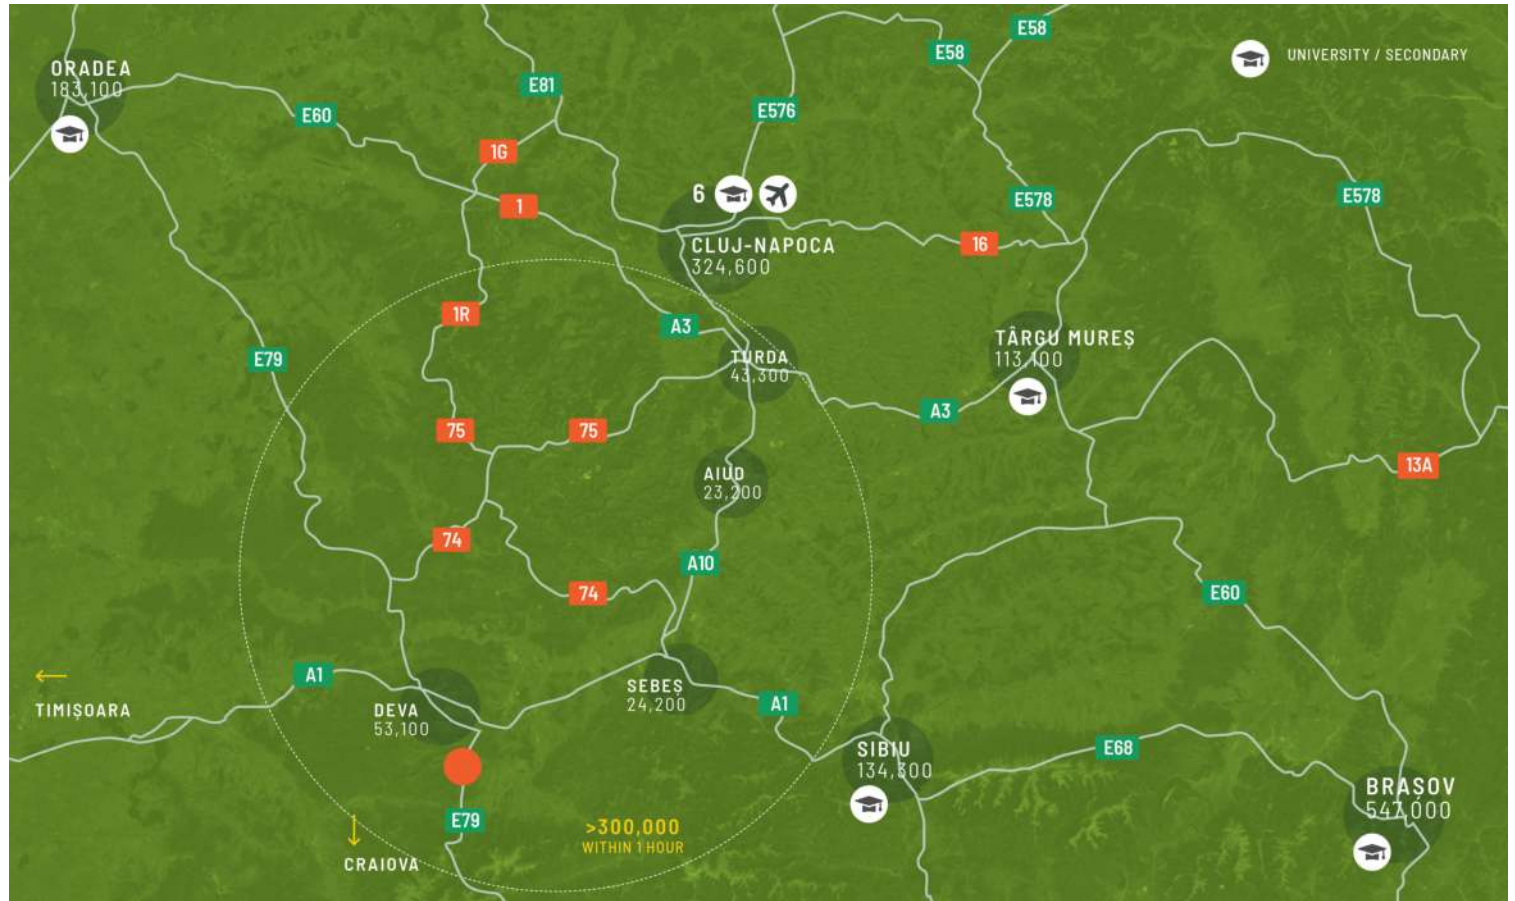 E58
E58
UNIVERSITY / SECONDARY
ORADEA
183,100
E81
E60
E576
1G
6
1
E578
E578
CLUJ-NAPOCA
324,600
16
1R
A3
TÂRGU MUREȘ
113,100
E79
TURDA
43,300
A3
75
75
13A
AIUD
23,200
74
A10
74
E60
A1
TIMIȘOARA
SEBEȘ
24,200
A1
DEVA
53,100
SIBIU
134,300
E68
BRAȘOV
547,000
E79
>300,000
WITHIN 1 HOUR
CRAIOVA